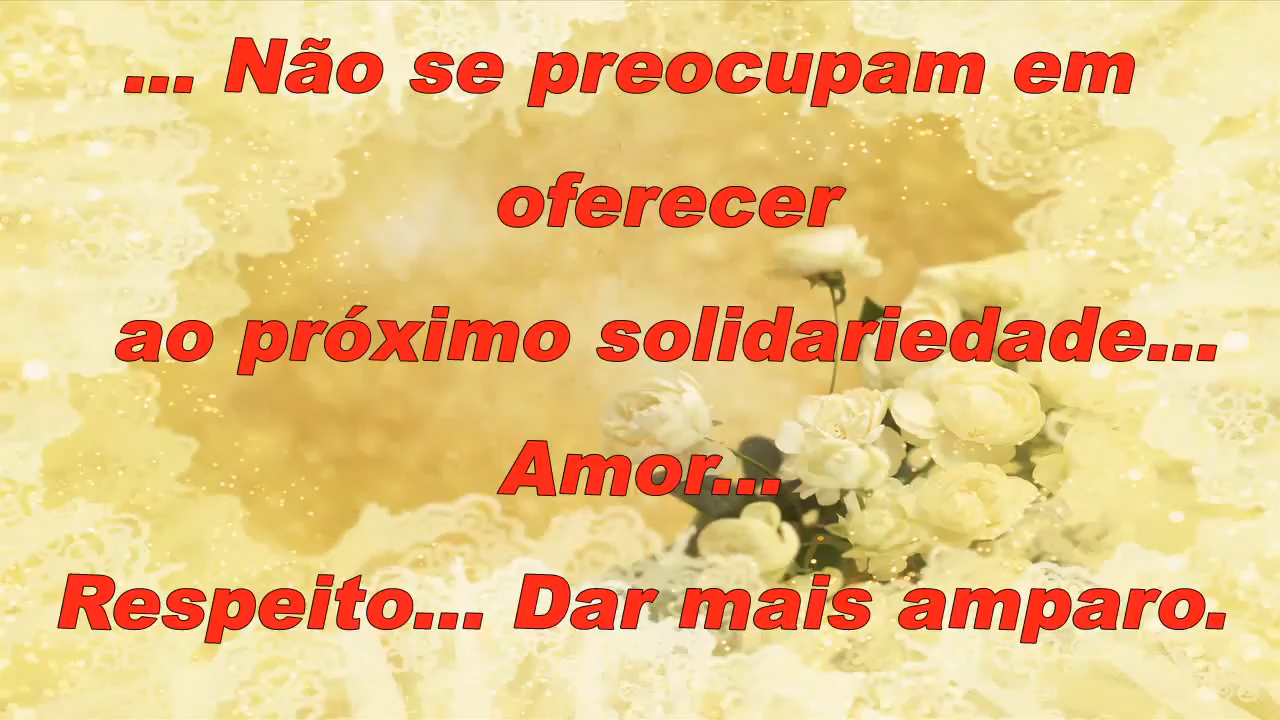 ... Não se preocupam em
oferecer
ao próximo solidariedade...
Amor...
Respeito... Dar mais amparo.